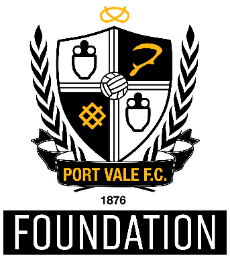 PORT VALE F.C.
1876
FOUNDATION